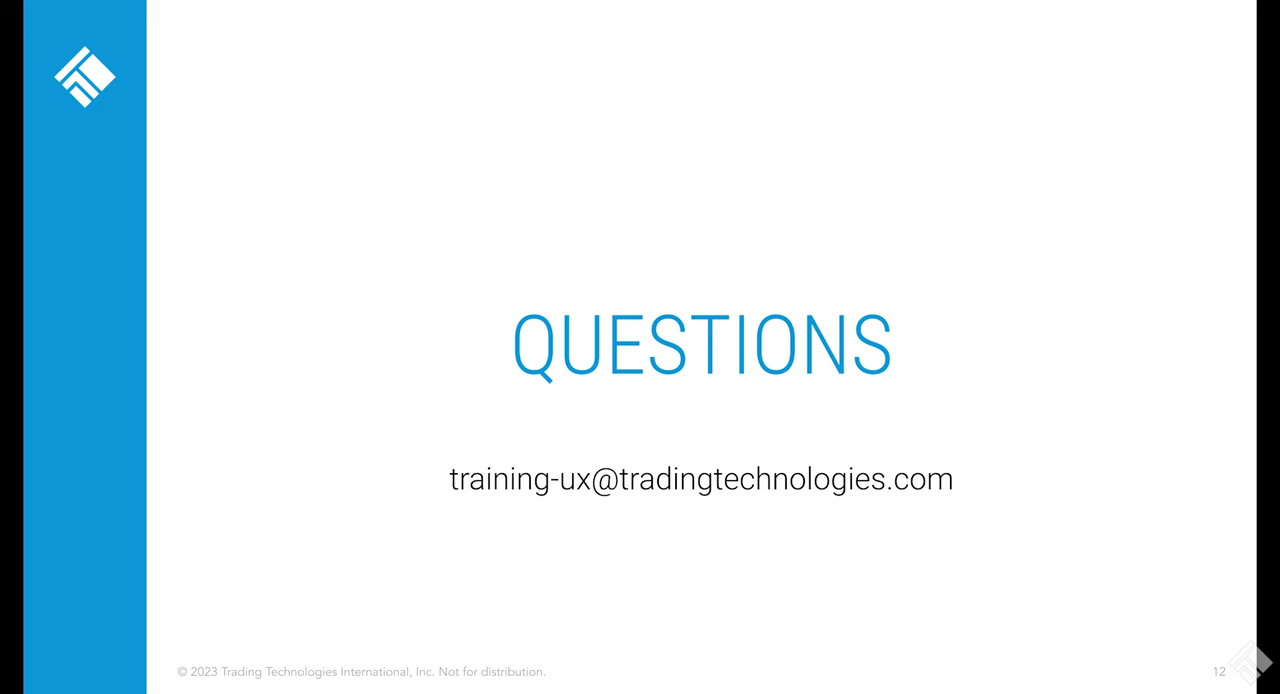 QUESTIONS
training-ux@tradingtechnologies.com
© 2023 Trading Technologies International, Inc. Not for distribution.
12